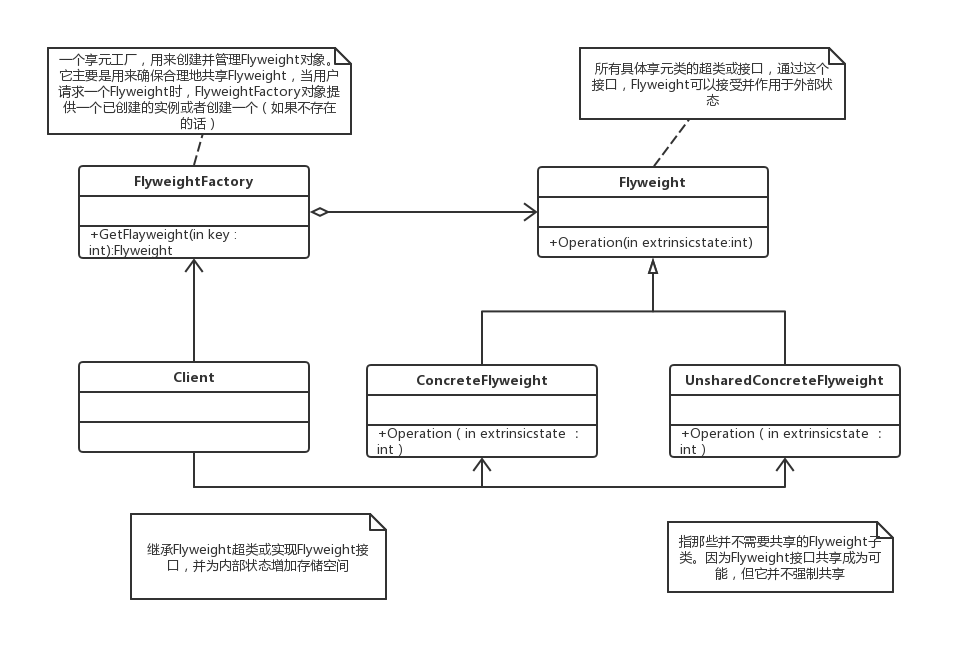 一个享元工厂，用来创建并管理Flyweight对象。
它主要是用来确保合理地共享Flyweight，当用户
请求一个Flyweight时，FlyweightFactory对象提
供一个已创建的实例或者创建一个（如果不存在
的话）
所有具体享元类的超类或接口，通过这个
接口，Flyweight可以接受并作用于外部状
态
FlyweightFactory
+GetFlayweight(in key :
int):Flyweight
Flyweight
+Operation(in extrinsicstate:int)
Client
ConcreteFlyweight
+Operation（in extrinsicstate ：
int）
UnsharedConcreteFlyweight
+Operation（in extrinsicstate ：
int）
继承Flyweight超类或实现Flyweight接
口，并为内部状态增加存储空间
指那些并不需要共享的Flyweight子
类。因为Flyweight接口共享成为可
能，但它并不强制共享